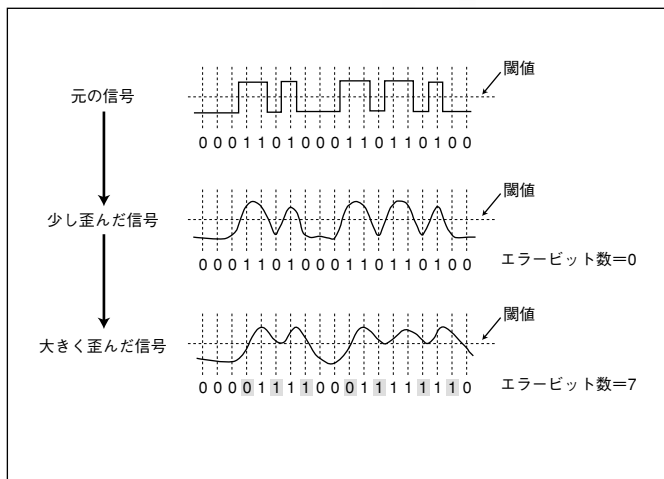 閾値
元の信号
0 0 0 1 1 0 1 0 0 0 1 1 0 1 1 0 1 0 0
閾値
少し歪んだ信号
0 0 0 1 1 0 1 0 0 0 1 1 0 1 1 0 1 0 0
エラービット数=0
閾値
大きく歪んだ信号
0 0 0 0 1 1 1 1 0 0 0 1 1 1 1 1 1 1 0
エラービット数=7